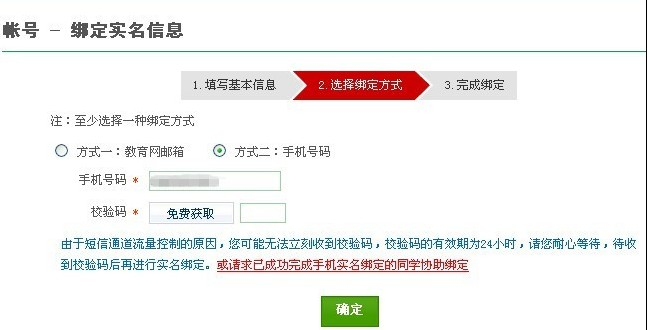 帐号 - 绑定实名信息
1.填写基本信息 2.选择绑定方式 3.完成绑定
注：至少选择一种绑定方式
方式一：教育网邮箱 方式二：手机号码
手机号码 *
校验码 * 免费获取
由于短信通道流量控制的原因，您可能无法立刻收到校验码，校验码的有效期为24小时，请您耐心等待，待收
到校验码后再进行实名绑定。或请求已成功完成手机实名绑定的同学协助绑定
确定